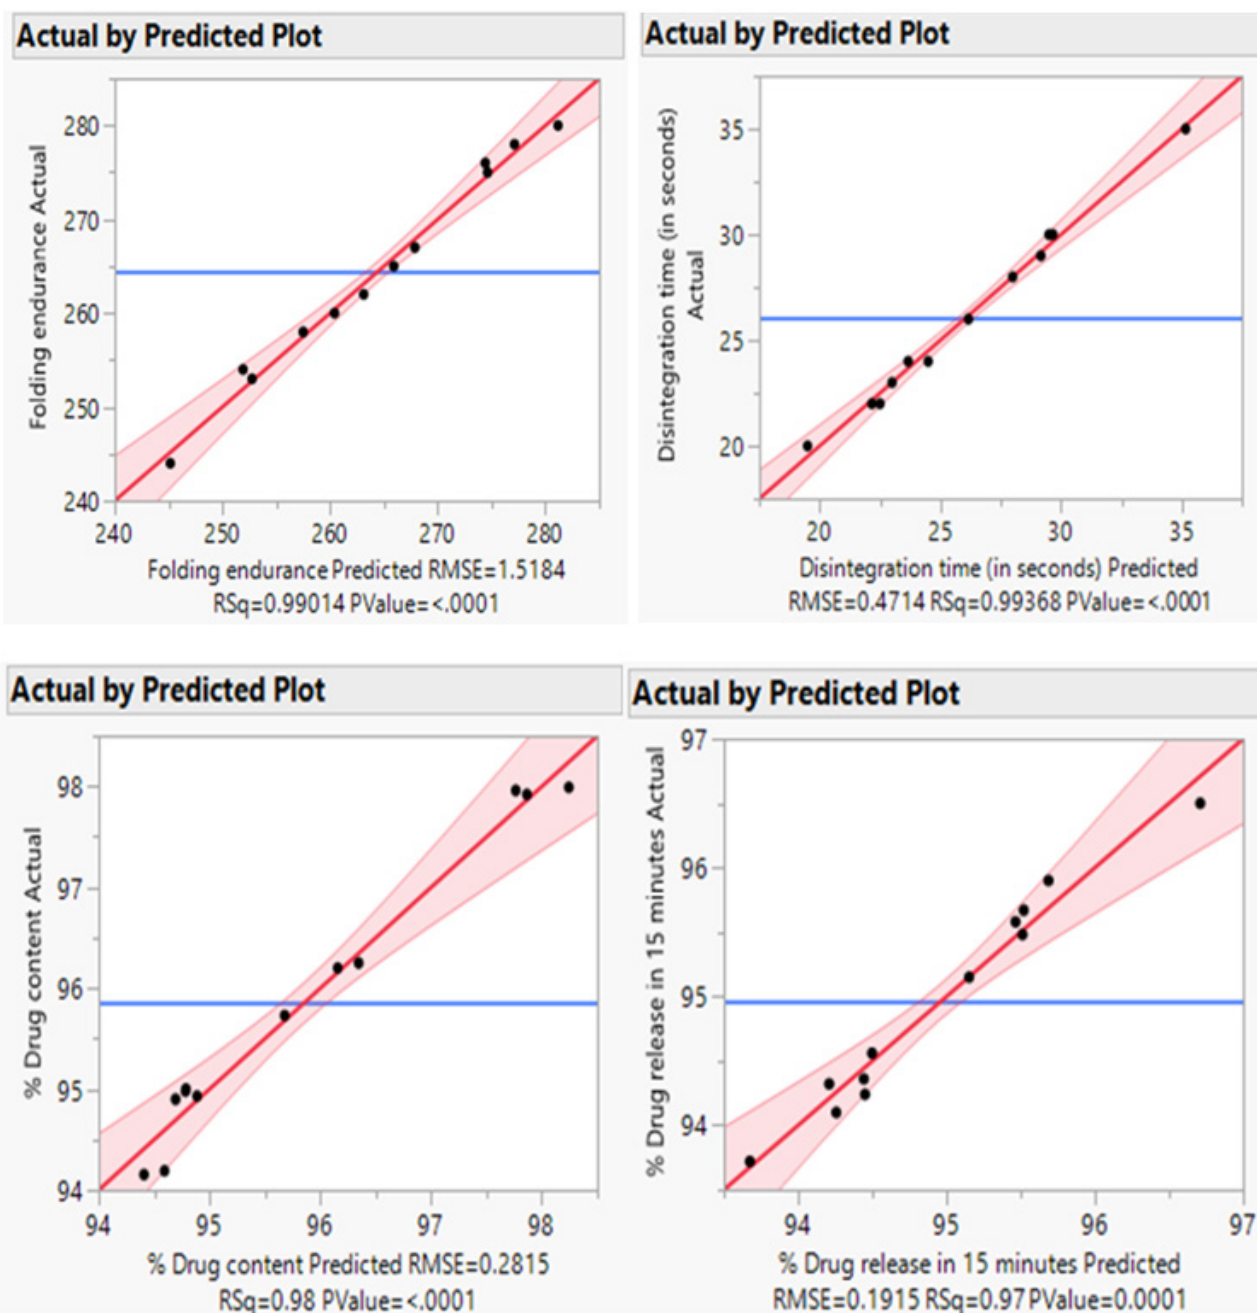 Actual by Predicted Plot
Folding endurance Actual
280
270
260
250
240
240 250 260 270 280
Folding endurance Predicted RMSE=1.5184
RSq=0.99014 PValue=<.0001
Actual by Predicted Plot
Disintegration time (in seconds)
Actual
35
30
25
20
20 25 30 35
Disintegration time (in seconds) Predicted
RMSE=0.4714 RSq=0.99368 PValue=<.0001
Actual by Predicted Plot
% Drug content Actual
98
97
96
95
94
94 95 96 97 98
% Drug content Predicted RMSE=0.2815
RSq=0.98 PValue=<.0001
Actual by Predicted Plot
% Drug release in 15 minutes Actual
97
96
95
94
94 95 96 97
% Drug release in 15 minutes Predicted
RMSE=0.1915 RSq=0.97 PValue=0.0001